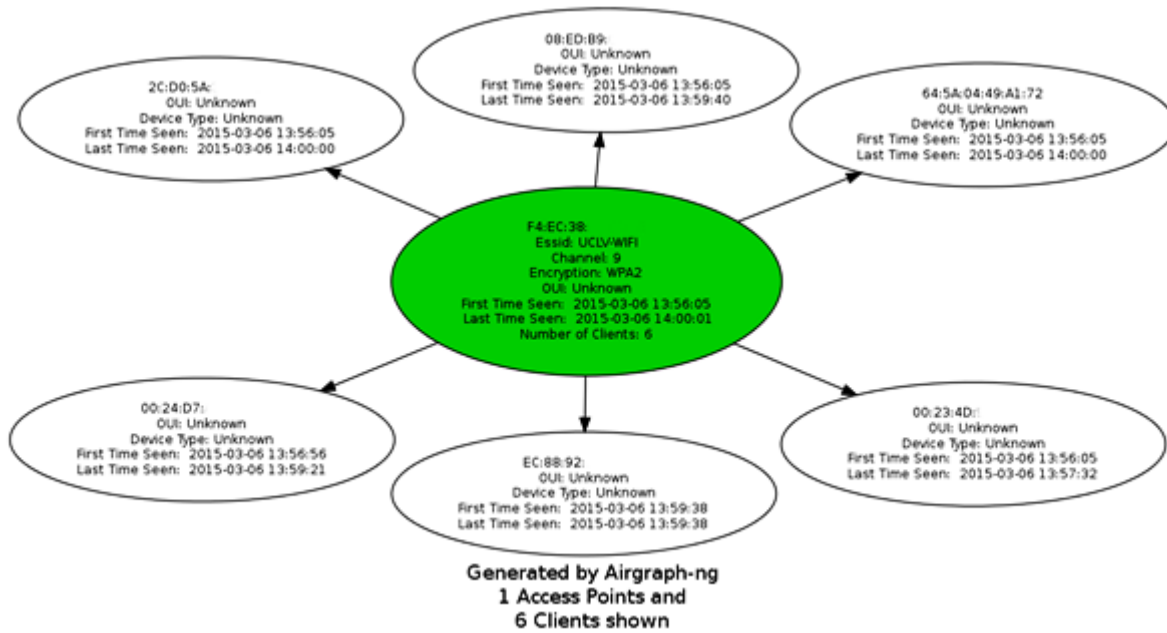 08:ED:B9:
OUI: Unknown
Device Type: Unknown
First Time Seen: 2015-03-06 13:56:05
Last Time Seen: 2015-03-06 13:59:40
2C:D0:5A:
OUI: Unknown
Device Type: Unknown
First Time Seen: 2015-03-06 13:56:05
Last Time Seen: 2015-03-06 14:00:00
64:5A:04:49:A1:72
OUI: Unknown
Device Type: Unknown
First Time Seen: 2015-03-06 13:56:05
Last Time Seen: 2015-03-06 14:00:00
F4:EC:38:
Essid: UCLV-WIFI
Channel: 9
Encryption: WPA2
OUI: Unknown
First Time Seen: 2015-03-06 13:56:05
Last Time Seen: 2015-03-06 14:00:01
Number of Clients: 6
00:24:D7:
OUI: Unknown
Device Type: Unknown
First Time Seen: 2015-03-06 13:56:56
Last Time Seen: 2015-03-06 13:59:21
EC:88:92:
OUI: Unknown
Device Type: Unknown
First Time Seen: 2015-03-06 13:59:38
Last Time Seen: 2015-03-06 13:59:38
00:23:4D:
OUI: Unknown
Device Type: Unknown
First Time Seen: 2015-03-06 13:56:05
Last Time Seen: 2015-03-06 13:57:32
Generated by Airgraph-ng
1 Access Points and
6 Clients shown